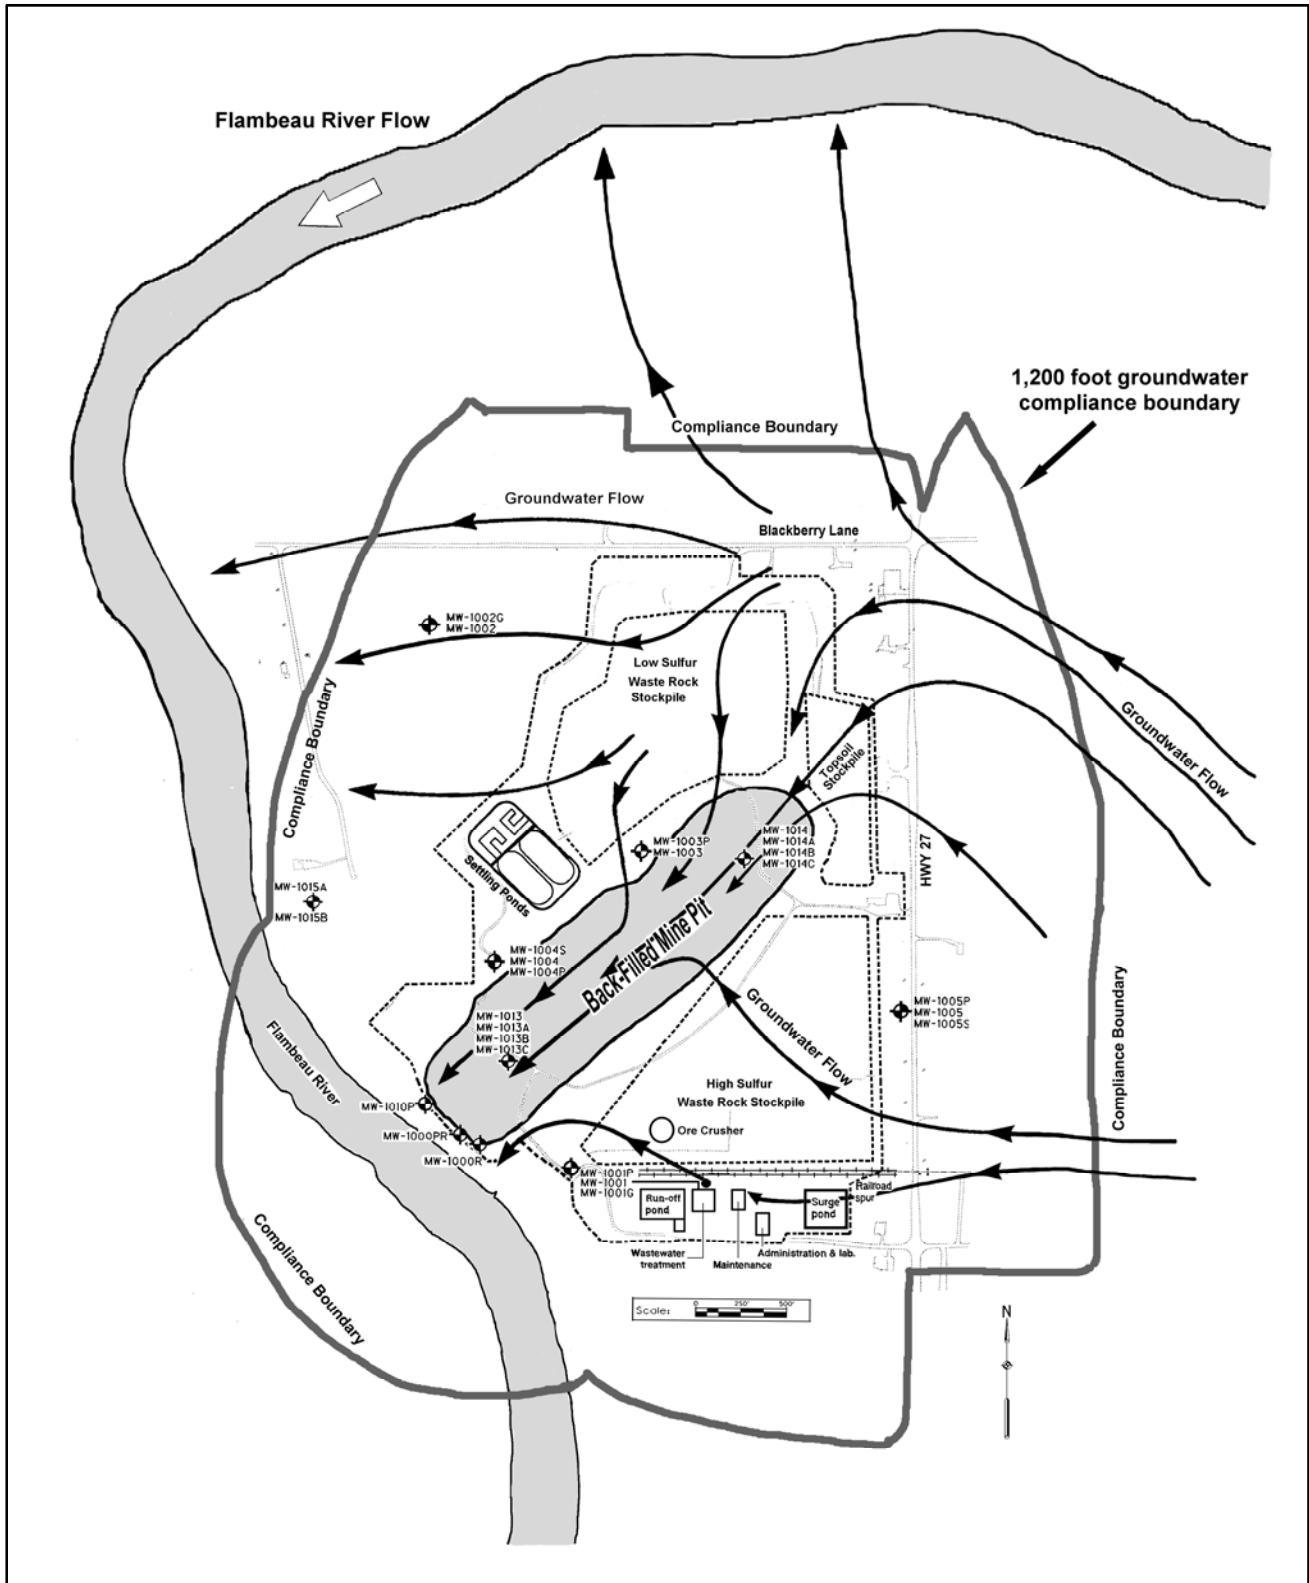 Flambeau River Flow
1,200 foot groundwater
compliance boundary
Compliance Boundary
Groundwater Flow
Blackberry Lane
MW-1002G
MW-1002
Low Sulfur
Waste Rock
Stockpile
Groundwater Flow
Compliance Boundary
Topsoil
Stockpile
Settling Ponds
MW-1003P
MW-1003
MW-1014
MW-1014A
MW-1014B
MW-1014C
HWY 27
MW-1015A
MW-1015B
Back-Filled Mine Pit
MW-1004S
MW-1004
MW-1004P
MW-1005P
MW-1005
MW-1005S
Groundwater Flow
MW-1013
MW-1013A
MW-1013B
MW-1013C
Flambeau River
Compliance Boundary
High Sulfur
Waste Rock Stockpile
MW-1010P
MW-1000PR
MW-1000R
Ore Crusher
MW-1001P
MW-1001
MW-1001G
Run-off
pond
Surge
pond
Railroad
spur
Wastewater
treatment
Maintenance
Administration & lab.
Compliance Boundary
Scale:
0 250' 500'
N